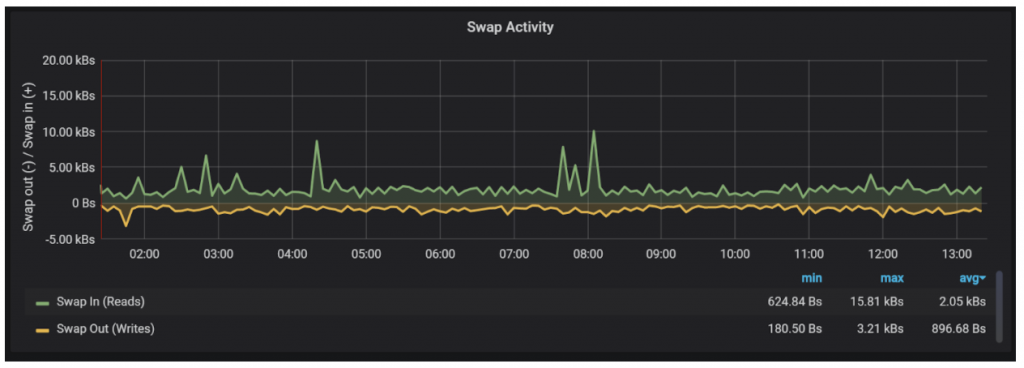 Swap Activity
Swap out (-) / Swap in (+)
20.00 kBs
15.00 kBs
10.00 kBs
5.00 kBs
0 Bs
-5.00 kBs
02:00 03:00 04:00 05:00 06:00 07:00 08:00 09:00 10:00 11:00 12:00 13:00
min max avg
Swap In (Reads) 624.84 Bs 15.81 kBs 2.05 kBs
Swap Out (Writes) 180.50 Bs 3.21 kBs 896.68 Bs